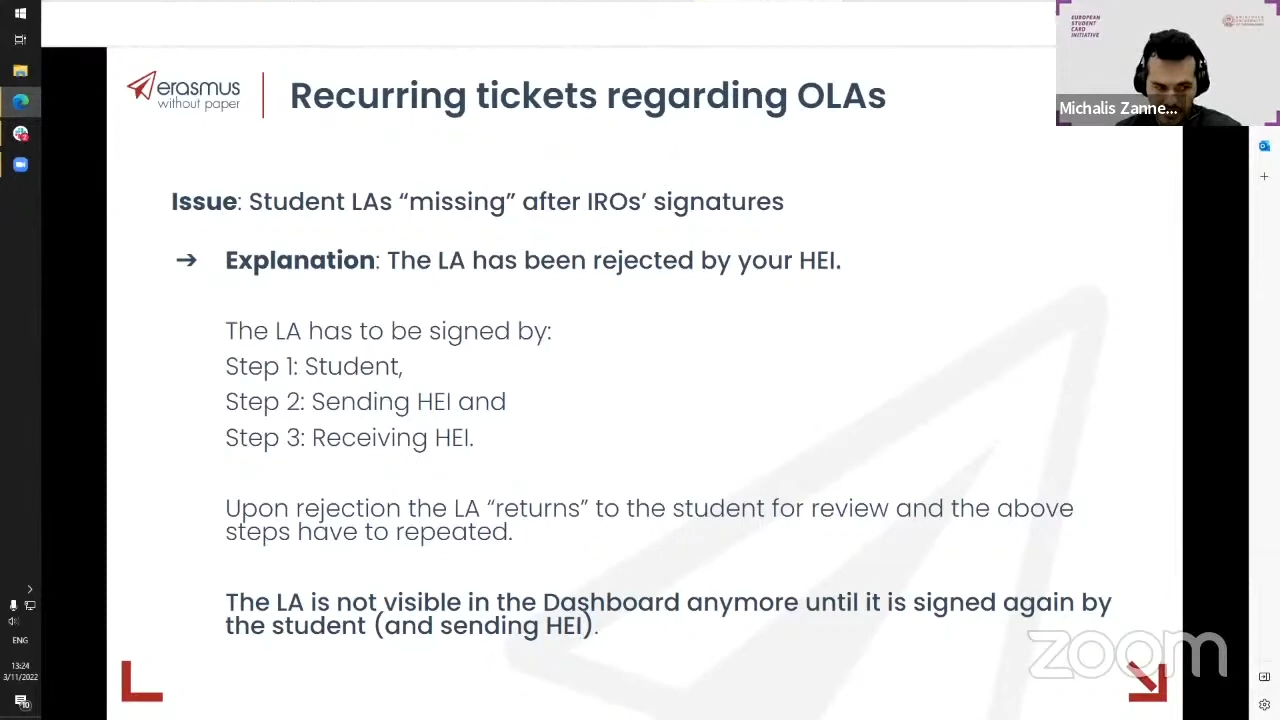 EUROPEAN
STUDENT
CARD
INITIATIVE
Michalis Zanne...
erasmus
without paper
Recurring tickets regarding OLAs
Issue: Student LAs “missing” after IROs’ signatures
➔ Explanation: The LA has been rejected by your HEI.
The LA has to be signed by:
Step 1: Student,
Step 2: Sending HEI and
Step 3: Receiving HEI.
Upon rejection the LA “returns” to the student for review and the above
steps have to repeated.
The LA is not visible in the Dashboard anymore until it is signed again by
the student (and sending HEI).
zoom
ENG
13:24
3/11/2022